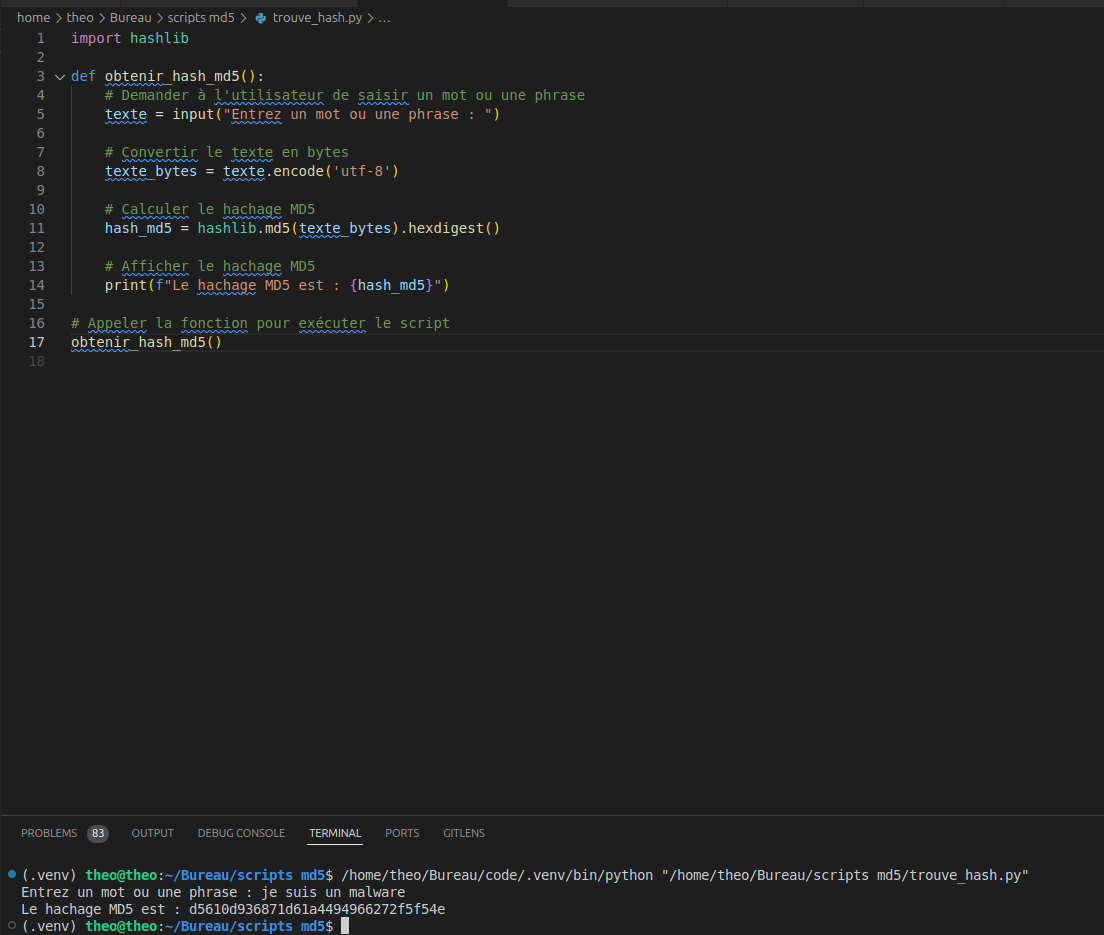 home > theo > Bureau > scripts md5 > trouve_hash.py > ...
1 import hashlib
2
3 def obtenir_hash_md5():
4     # Demander à l'utilisateur de saisir un mot ou une phrase
5     texte = input("Entrez un mot ou une phrase : ")
6
7     # Convertir le texte en bytes
8     texte_bytes = texte.encode('utf-8')
9
10     # Calculer le hachage MD5
11     hash_md5 = hashlib.md5(texte_bytes).hexdigest()
12
13     # Afficher le hachage MD5
14     print(f"Le hachage MD5 est : {hash_md5}")
15
16 # Appeler la fonction pour exécuter le script
17 obtenir_hash_md5()
18
PROBLEMS 83 OUTPUT DEBUG CONSOLE TERMINAL PORTS GITLENS
(.venv) theo@theo:~/Bureau/scripts md5$ /home/theo/Bureau/code/.venv/bin/python "/home/theo/Bureau/scripts md5/trouve_hash.py"
Entrez un mot ou une phrase : je suis un malware
Le hachage MD5 est : d5610d936871d61a4494966272f5f54e
(.venv) theo@theo:~/Bureau/scripts md5$